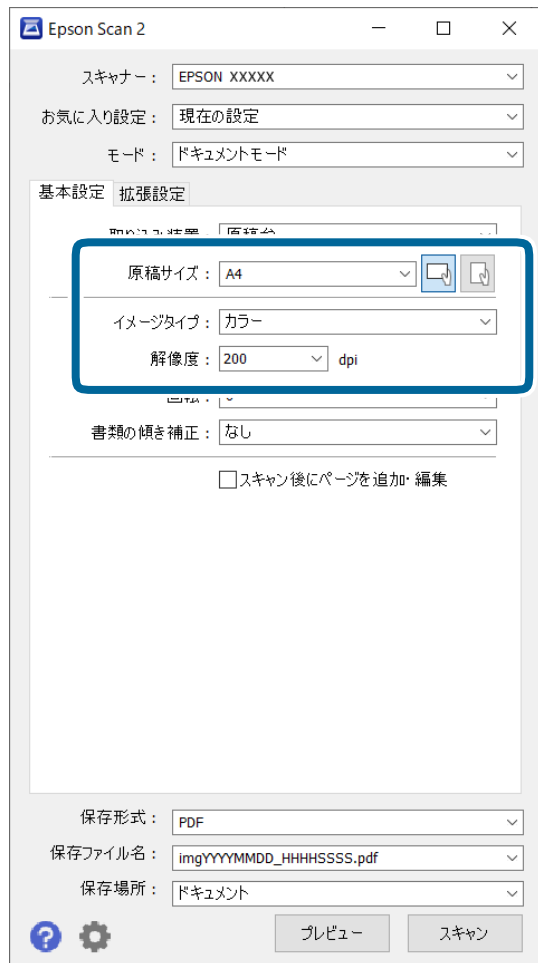 Epson Scan 2
スキャナー： EPSON XXXXX
お気に入り設定： 現在の設定
モード： ドキュメントモード
基本設定 拡張設定
原稿サイズ： A4
イメージタイプ： カラー
解像度： 200 dpi
書類の傾き補正： なし
スキャン後にページを追加・編集
保存形式： PDF
保存ファイル名： imgYYYYMMDD_HHHHSSSS.pdf
保存場所： ドキュメント
? プレビュー スキャン